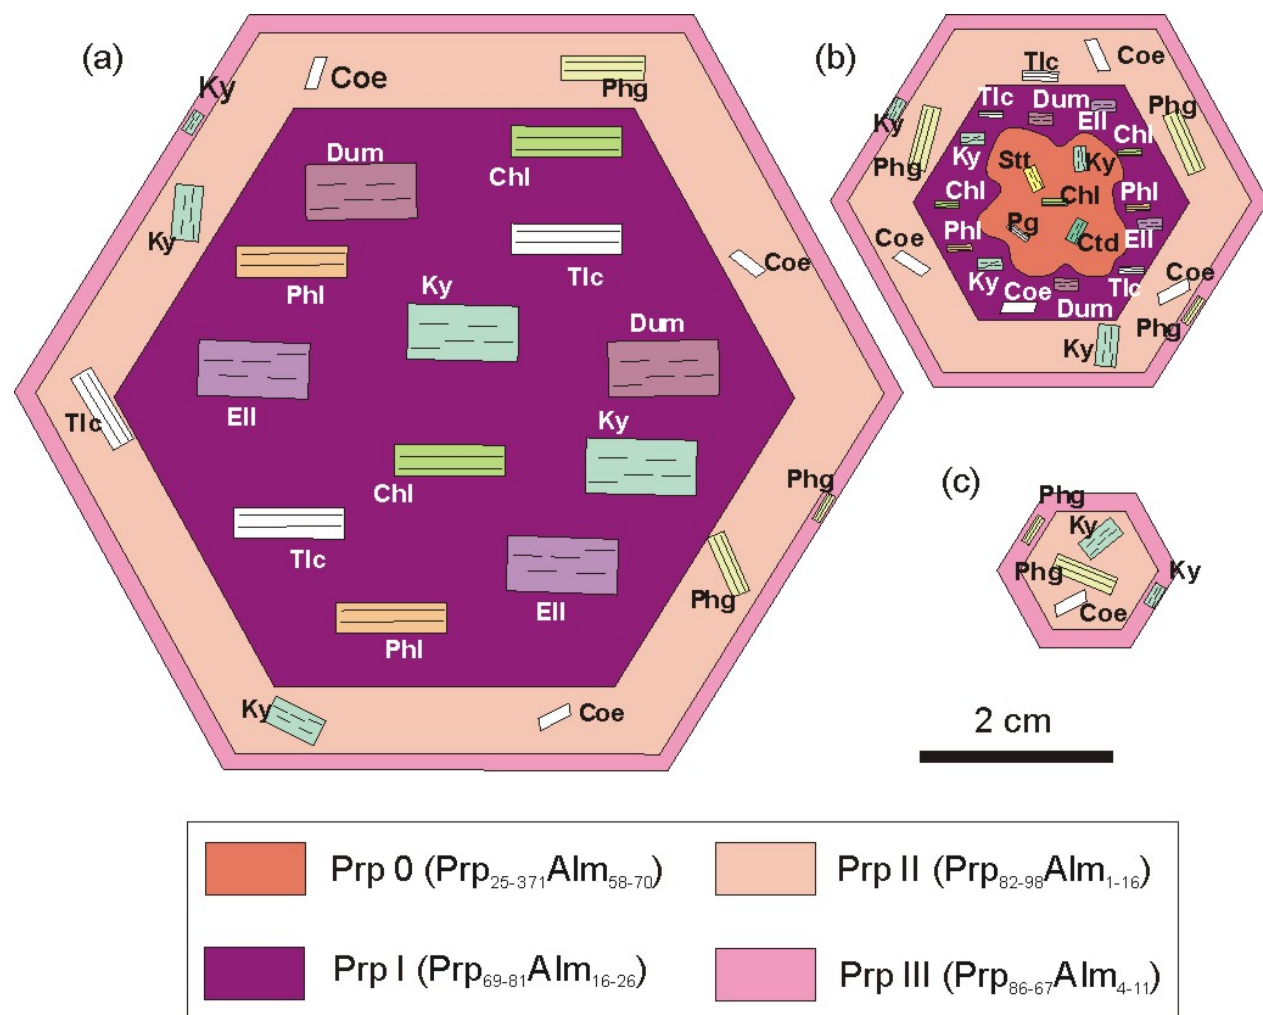 (a)
Ky
Coe
Phg
Dum
Chl
Ky
Phl
Tlc
Coe
Ky
Dum
Ell
Tlc
Ky
Chl
Phg
Tlc
Ell
Phg
Phl
Ky
Coe
(b)
Tlc
Coe
Tlc
Dum
Ell
Phg
Ky
Chl
Phg
Ky
Stt
Ky
Chl
Chl
Phl
Phl
Pg
Ctd
Ell
Coe
Ky
Tlc
Coe
Coe
Dum
Phg
Ky
(c)
Phg
Ky
Phg
Ky
Coe
2 cm
Prp 0 (Prp25-371Alm58-70)
Prp II (Prp82-98Alm1-16)
Prp I (Prp69-81Alm16-26)
Prp III (Prp86-67Alm4-11)